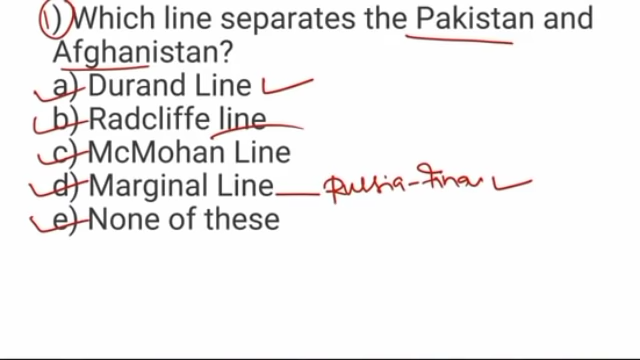 1) Which line separates the Pakistan and
Afghanistan?
a) Durand Line
b) Radcliffe line
c) McMohan Line
d) Marginal Line Russia-
e) None of these